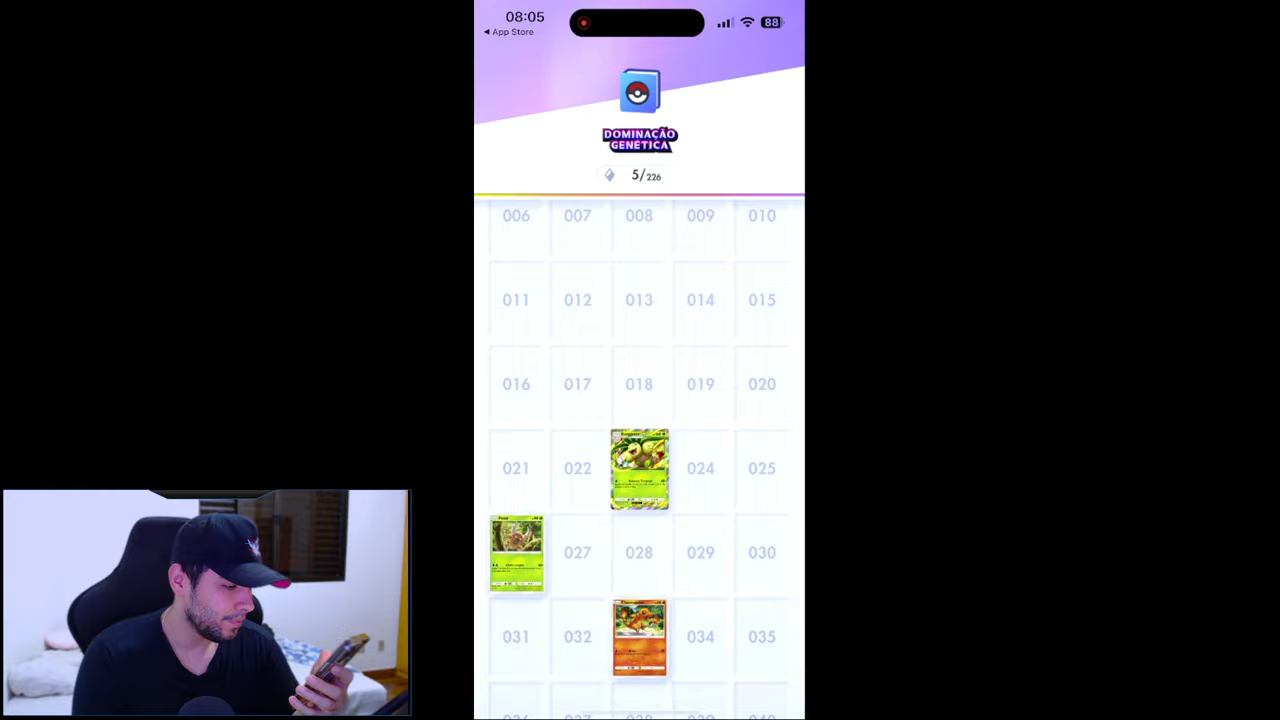 08:05
88
◀ App Store
DOMINAÇÃO
GENÉTICA
5/226
006 007 008 009 010
011 012 013 014 015
016 017 018 019 020
021 022 024 025
027 028 029 030
031 032 034 035